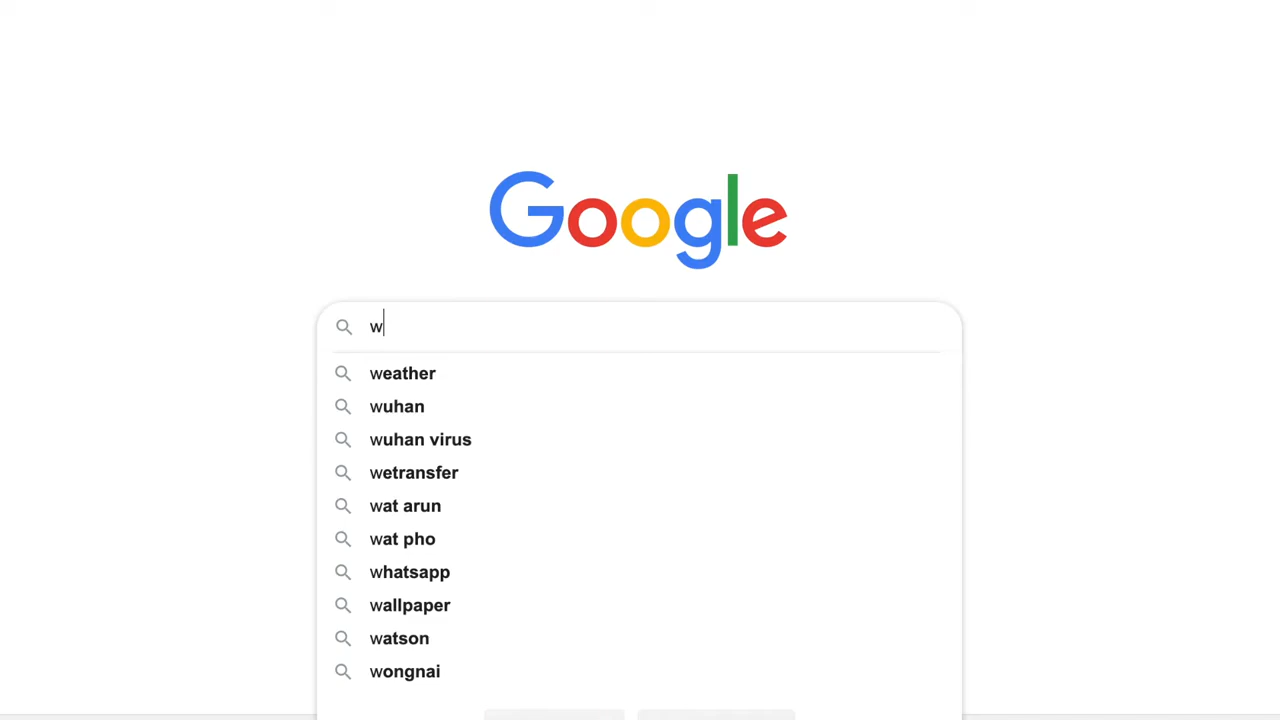 Google
w
weather
wuhan
wuhan virus
wetransfer
wat arun
wat pho
whatsapp
wallpaper
watson
wongnai